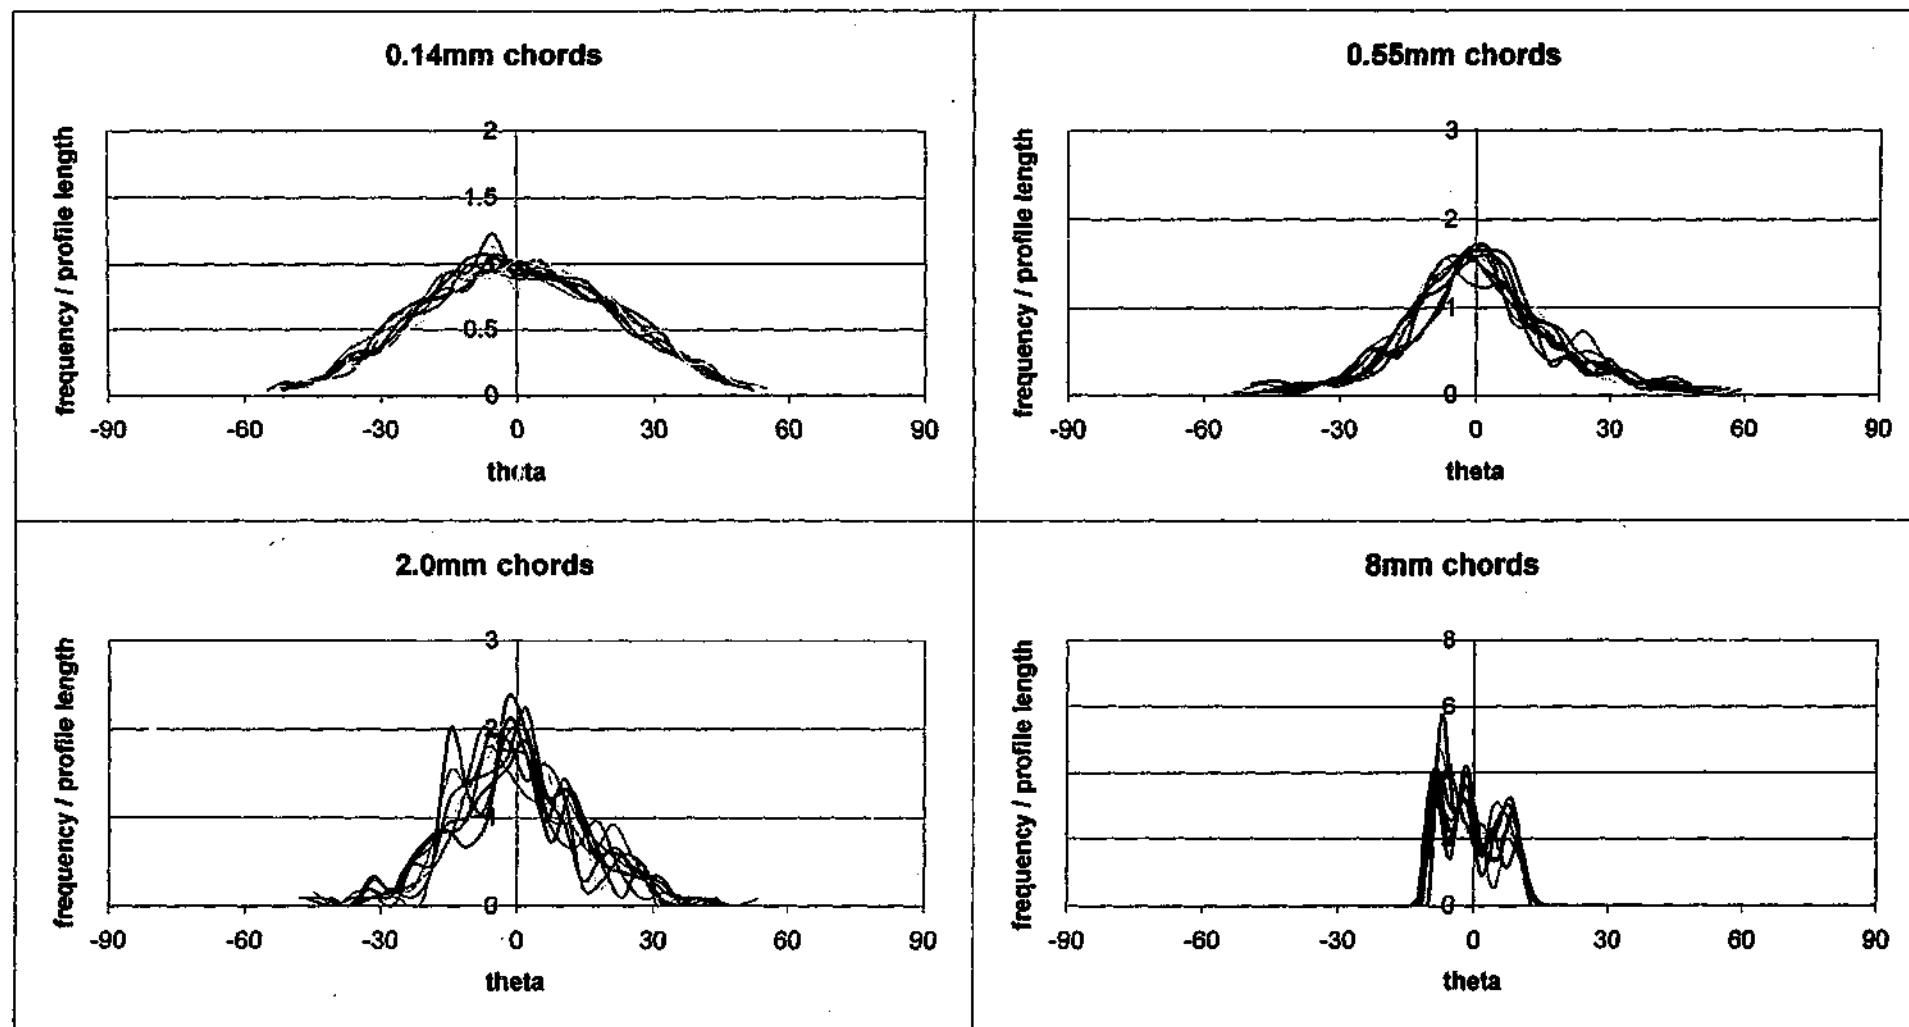 0.14mm chords
frequency / profile length
2
1.5
1
0.5
0
-90 -60 -30 0 30 60 90
theta
0.55mm chords
frequency / profile length
3
2
1
0
-90 -60 -30 0 30 60 90
theta
2.0mm chords
frequency / profile length
3
2
1
0
-90 -60 -30 0 30 60 90
theta
8mm chords
frequency / profile length
8
6
0
-90 -60 -30 0 30 60 90
theta